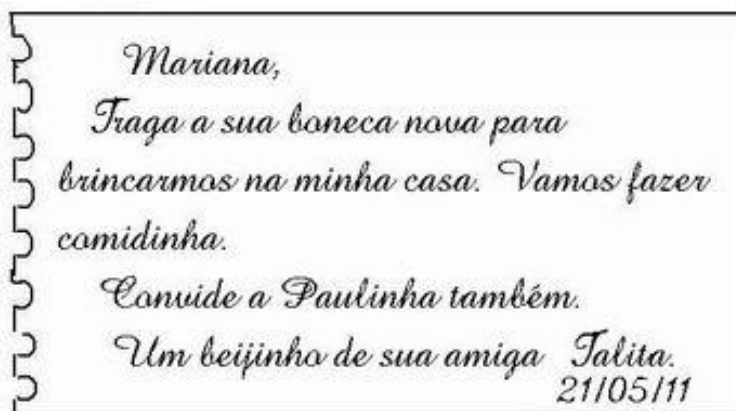 Mariana,
Traga a sua boneca nova para
brincarmos na minha casa. Vamos fazer
comidinha.
Convide a Paulinha também.
Um beijinho de sua amiga Talita.
21/05/11